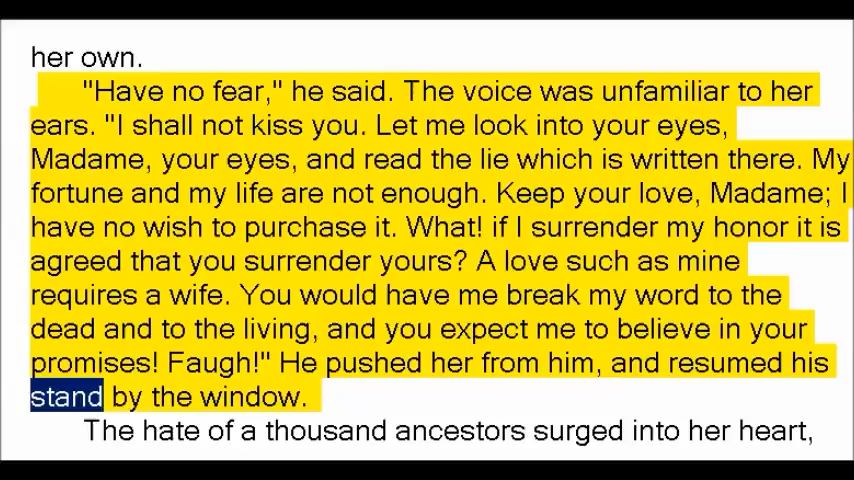 her own.
"Have no fear," he said. The voice was unfamiliar to her
ears. "I shall not kiss you. Let me look into your eyes,
Madame, your eyes, and read the lie which is written there. My
fortune and my life are not enough. Keep your love, Madame; I
have no wish to purchase it. What! if I surrender my honor it is
agreed that you surrender yours? A love such as mine
requires a wife. You would have me break my word to the
dead and to the living, and you expect me to believe in your
promises! Faugh!" He pushed her from him, and resumed his
stand by the window.
The hate of a thousand ancestors surged into her heart,